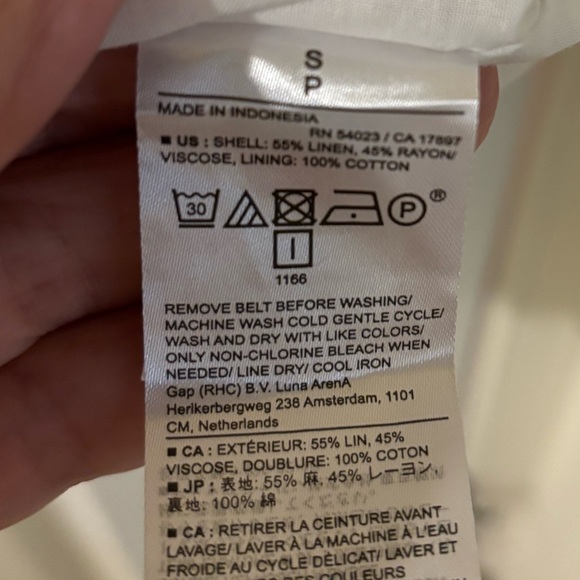 S
P
MADE IN INDONESIA
RN 54023 / CA 17897
■ US : SHELL: 55% LINEN, 45% RAYON/
VISCOSE, LINING: 100% COTTON
30 P ®
1166
REMOVE BELT BEFORE WASHING/
MACHINE WASH COLD GENTLE CYCLE/
WASH AND DRY WITH LIKE COLORS/
ONLY NON-CHLORINE BLEACH WHEN
NEEDED/ LINE DRY/ COOL IRON
Gap (RHC) B.V. Luna ArenA
Herikerbergweg 238 Amsterdam, 1101
CM, Netherlands
■ CA : EXTÉRIEUR: 55% LIN, 45%
VISCOSE, DOUBLURE: 100% COTON
■ JP : 表地: 55% 麻, 45% レーヨン,
裏地: 100% 綿
■ CA : RETIRER LA CEINTURE AVANT
LAVAGE/ LAVER À LA MACHINE À L'EAU
FROIDE AU CYCLE DÉLICAT/ LAVER ET
DES COULEURS